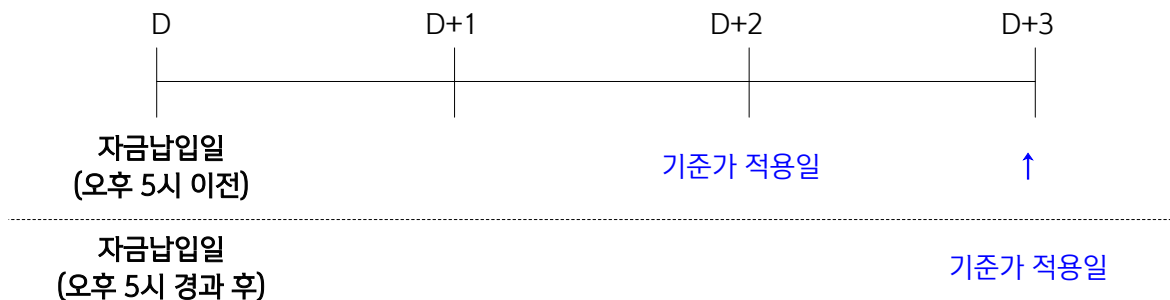 D D+1 D+2 D+3
자금납입일
(오후 5시 이전)
기준가 적용일 ↑
자금납입일
(오후 5시 경과 후)
기준가 적용일